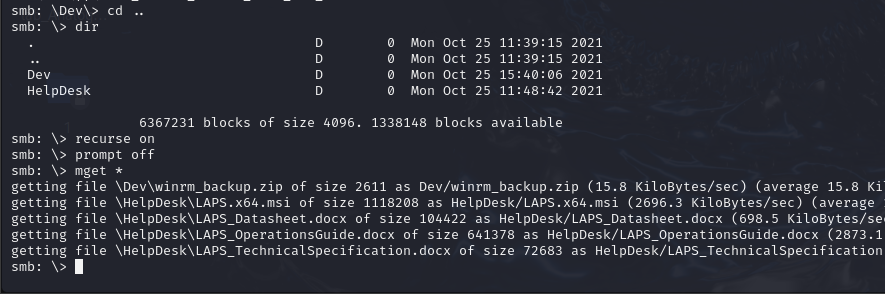 smb: \Dev\> cd ..
smb: \> dir
. D 0 Mon Oct 25 11:39:15 2021
.. D 0 Mon Oct 25 11:39:15 2021
Dev D 0 Mon Oct 25 15:40:06 2021
HelpDesk D 0 Mon Oct 25 11:48:42 2021
6367231 blocks of size 4096. 1338148 blocks available
smb: \> recurse on
smb: \> prompt off
smb: \> mget *
getting file \Dev\winrm_backup.zip of size 2611 as Dev/winrm_backup.zip (15.8 KiloBytes/sec) (average 15.8 Kil
getting file \HelpDesk\LAPS.x64.msi of size 1118208 as HelpDesk/LAPS.x64.msi (2696.3 KiloBytes/sec) (average
getting file \HelpDesk\LAPS_Datasheet.docx of size 104422 as HelpDesk/LAPS_Datasheet.docx (698.5 KiloBytes/se
getting file \HelpDesk\LAPS_OperationsGuide.docx of size 641378 as HelpDesk/LAPS_OperationsGuide.docx (2873.1
getting file \HelpDesk\LAPS_TechnicalSpecification.docx of size 72683 as HelpDesk/LAPS_TechnicalSpecification
smb: \>